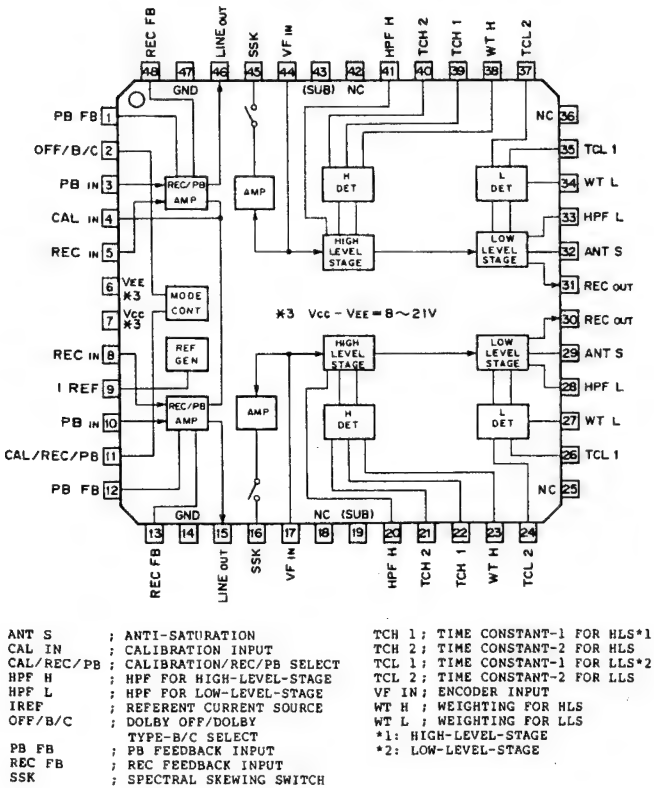 REC FB
LINE OUT
SSK
VF IN
HPF H
TCH 2
TCH 1
WT H
TCL 2
48 47 46 45 44 43 42 41 40 39 38 37
GND
(SUB) NC
PB FB 1
OFF/B/C 2
PB IN 3
CAL IN 4
REC IN 5
6 VEE *3
7 VCC *3
REC IN 8
I REF 9
PB IN 10
CAL/REC/PB 11
PB FB 12
REC/PB AMP
AMP
H DET
L DET
HIGH LEVEL STAGE
LOW LEVEL STAGE
MODE CONT
*3 VCC - VEE = 8~21V
REF GEN
HIGH LEVEL STAGE
LOW LEVEL STAGE
REC/PB AMP
AMP
H DET
L DET
NC 36
35 TCL 1
34 WT L
33 HPF L
32 ANT S
31 REC OUT
30 REC OUT
29 ANT S
28 HPF L
27 WT L
26 TCL 1
NC 25
GND
NC (SUB)
13 14 15 16 17 18 19 20 21 22 23 24
REC FB
LINE OUT
SSK
VF IN
HPF H
TCH 2
TCH 1
WT H
TCL 2
ANT S ; ANTI-SATURATION
CAL IN ; CALIBRATION INPUT
CAL/REC/PB ; CALIBRATION/REC/PB SELECT
HPF H ; HPF FOR HIGH-LEVEL-STAGE
HPF L ; HPF FOR LOW-LEVEL-STAGE
IREF ; REFERENT CURRENT SOURCE
OFF/B/C ; DOLBY OFF/DOLBY
TYPE-B/C SELECT
PB FB ; PB FEEDBACK INPUT
REC FB ; REC FEEDBACK INPUT
SSK ; SPECTRAL SKEWING SWITCH
TCH 1; TIME CONSTANT-1 FOR HLS*1
TCH 2; TIME CONSTANT-2 FOR HLS
TCL 1; TIME CONSTANT-1 FOR LLS*2
TCL 2; TIME CONSTANT-2 FOR LLS
VF IN; ENCODER INPUT
WT H ; WEIGHTING FOR HLS
WT L ; WEIGHTING FOR LLS
*1: HIGH-LEVEL-STAGE
*2: LOW-LEVEL-STAGE